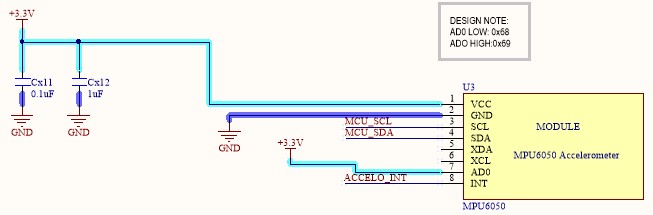 +3.3V
DESIGN NOTE:
AD0 LOW: 0x68
ADO HIGH:0x69
Cx11
0.1uF
Cx12
1uF
GND
GND
GND
+3.3V
MCU_SCL
MCU_SDA
ACCELO_INT
U3
1 VCC
2 GND
3 SCL
4 SDA
5 XDA
6 XCL
7 AD0
8 INT
MODULE
MPU6050 Accelerometer
MPU6050